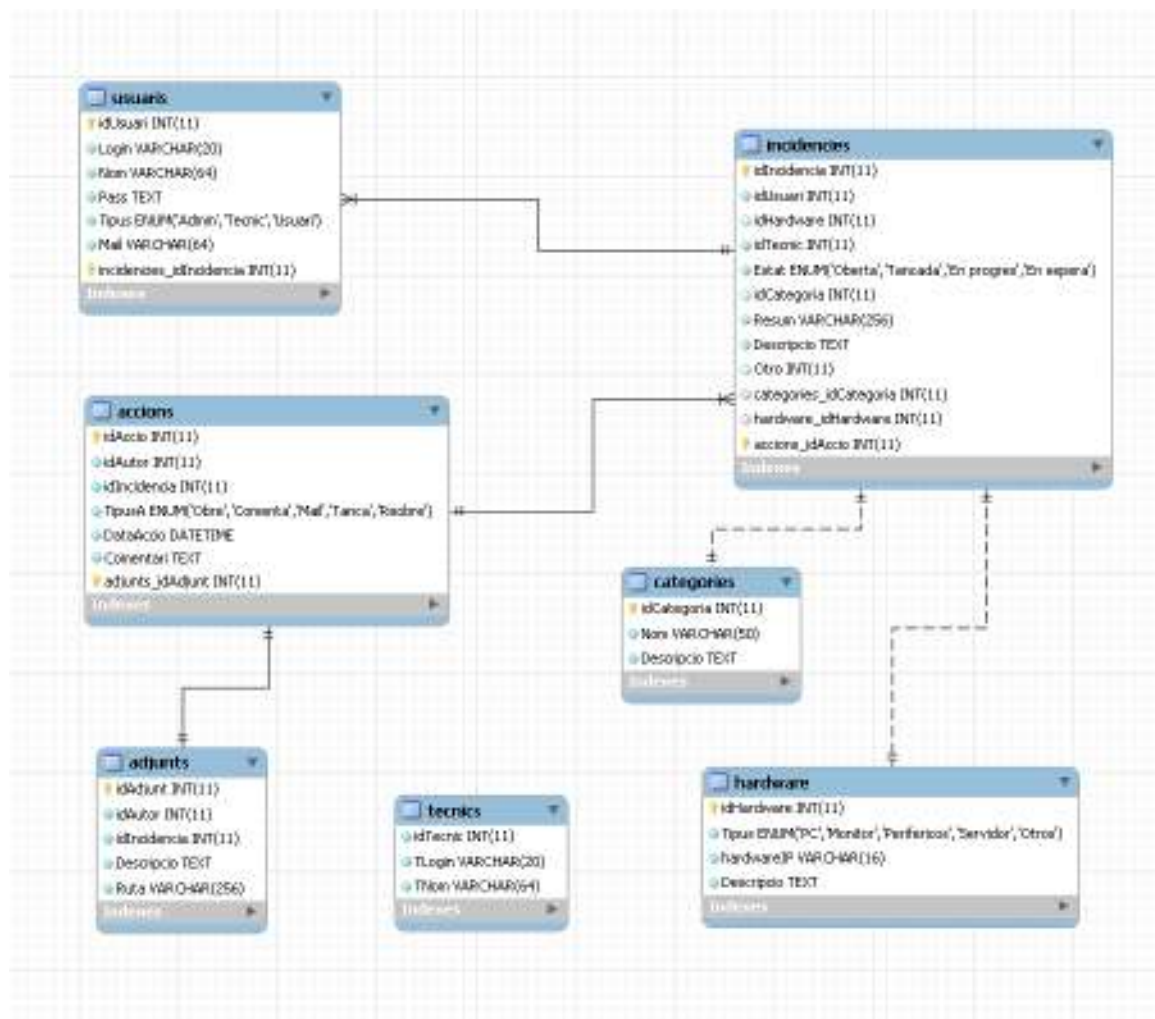 usuaris
idUsuari INT(11)
Login VARCHAR(20)
Nom VARCHAR(64)
Pass TEXT
Tipus ENUM('Admin','Tecnic','Usuari')
Mail VARCHAR(64)
incidencies_idIncidencia INT(11)
Indexes
incidencies
idIncidencia INT(11)
idUsuari INT(11)
idHardware INT(11)
idTecnic INT(11)
Estat ENUM('Oberta','Tancada','En progres','En espera')
idCategoria INT(11)
Resum VARCHAR(256)
Descripcio TEXT
Otro INT(11)
categories_idCategoria INT(11)
hardware_idHardware INT(11)
accions_idAccio INT(11)
Indexes
accions
idAccio INT(11)
idAutor INT(11)
idIncidencia INT(11)
TipusA ENUM('Obre','Comenta','Mail','Tanca','Reobre')
DataAccio DATETIME
Comentari TEXT
adjunts_idAdjunt INT(11)
Indexes
categories
idCategoria INT(11)
Nom VARCHAR(50)
Descripcio TEXT
Indexes
adjunts
idAdjunt INT(11)
idAutor INT(11)
idIncidencia INT(11)
Descripcio TEXT
Ruta VARCHAR(256)
Indexes
tecnics
idTecnic INT(11)
TLogin VARCHAR(20)
TNom VARCHAR(64)
Indexes
hardware
idHardware INT(11)
Tipus ENUM('PC','Monitor','Perifericos','Servidor','Otros')
hardwareIP VARCHAR(16)
Descripcio TEXT
Indexes